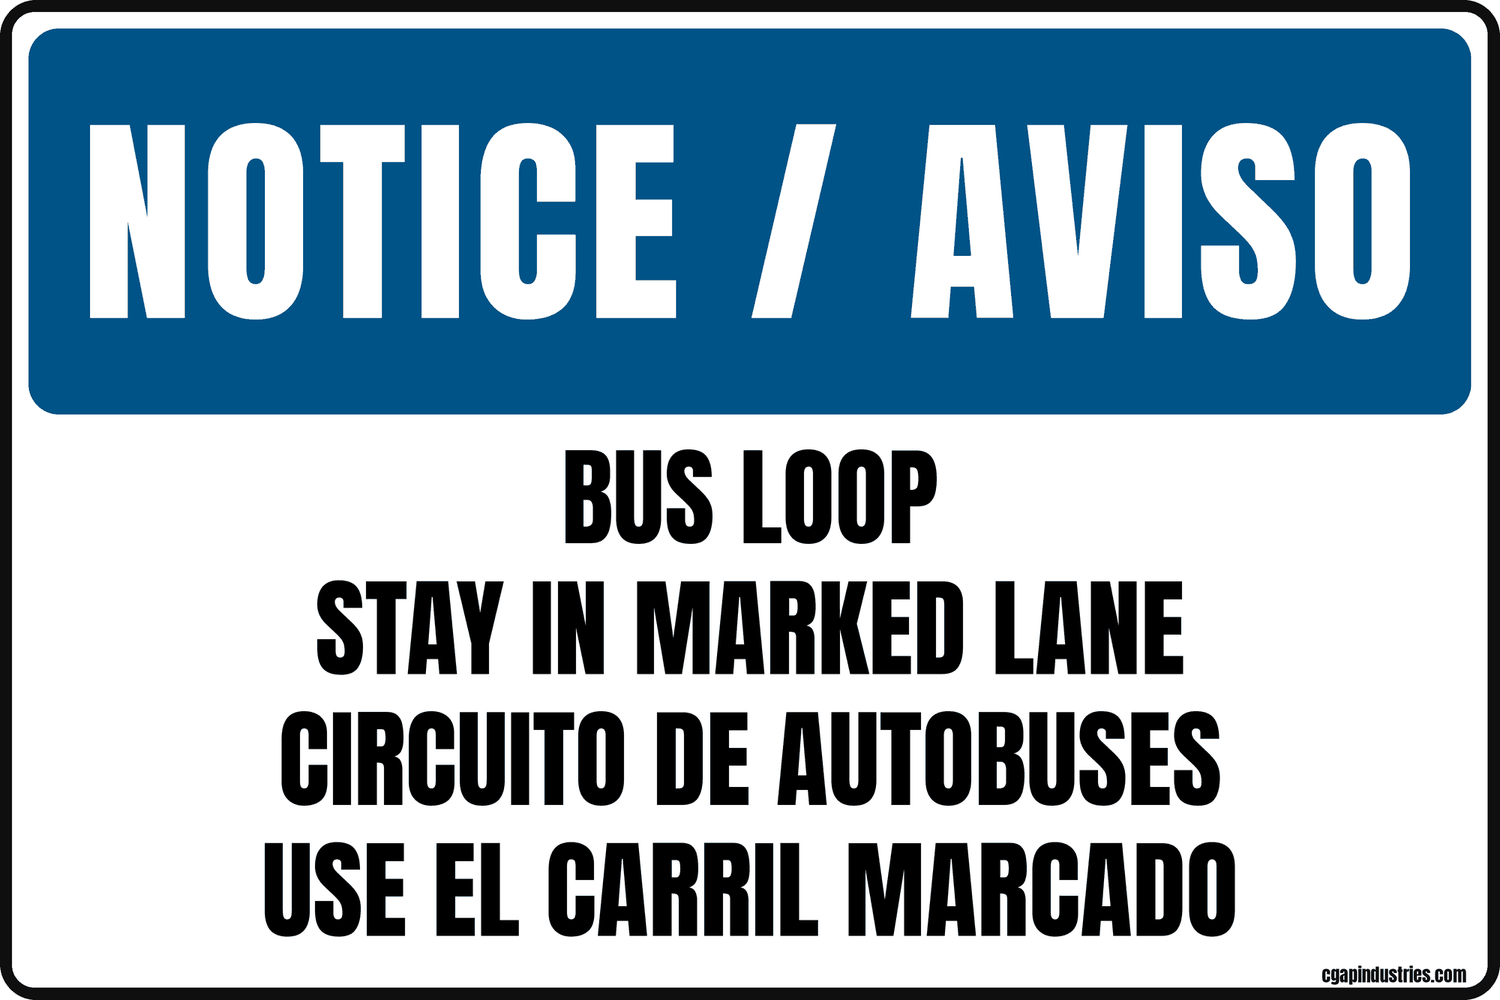 NOTICE / AVISO
BUS LOOP
STAY IN MARKED LANE
CIRCUITO DE AUTOBUSES
USE EL CARRIL MARCADO
cgapindustries.com